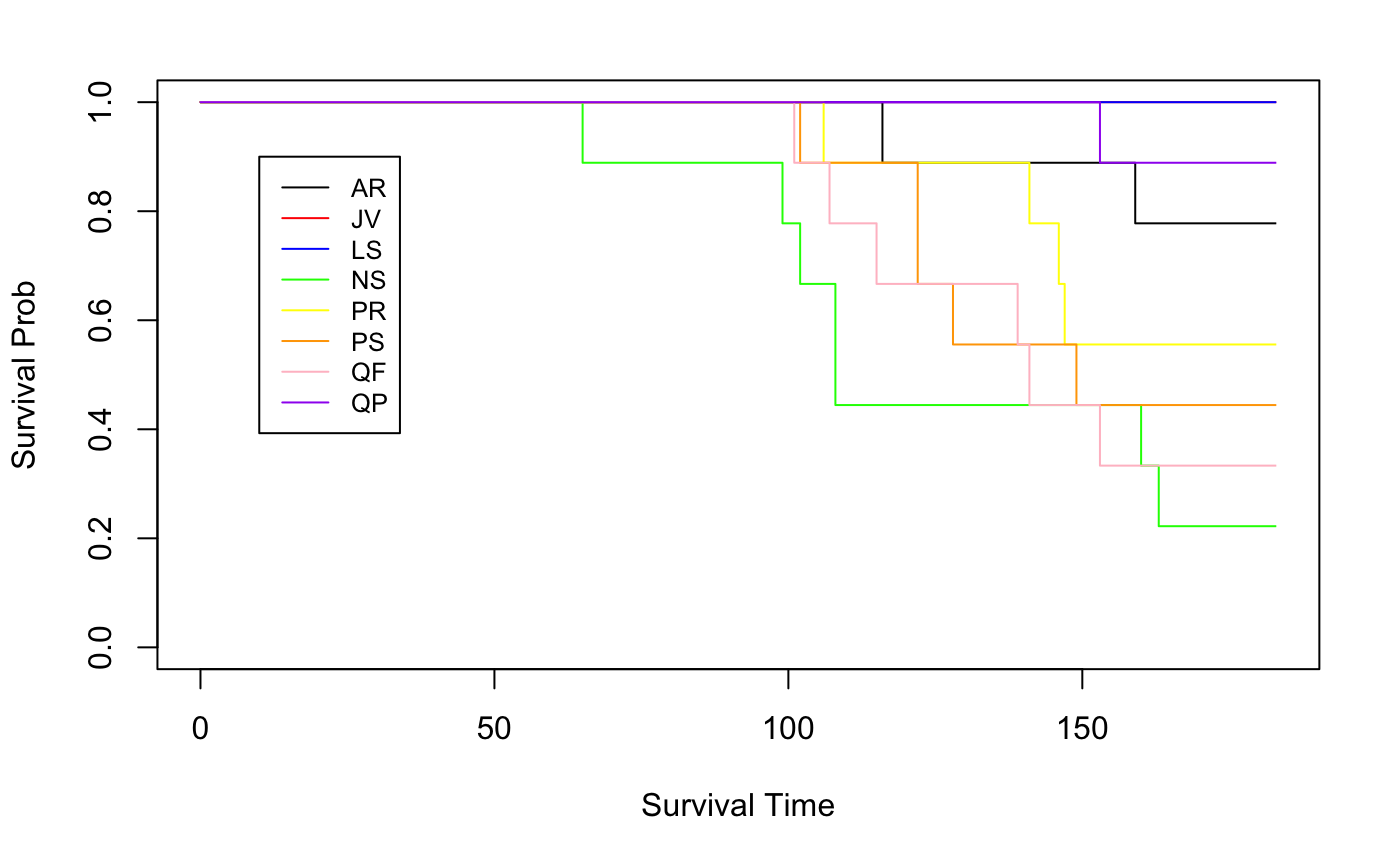 Survival Prob
1.0
0.8
0.6
0.4
0.2
0.0
AR
JV
LS
NS
PR
PS
QF
QP
0 50 100 150
Survival Time